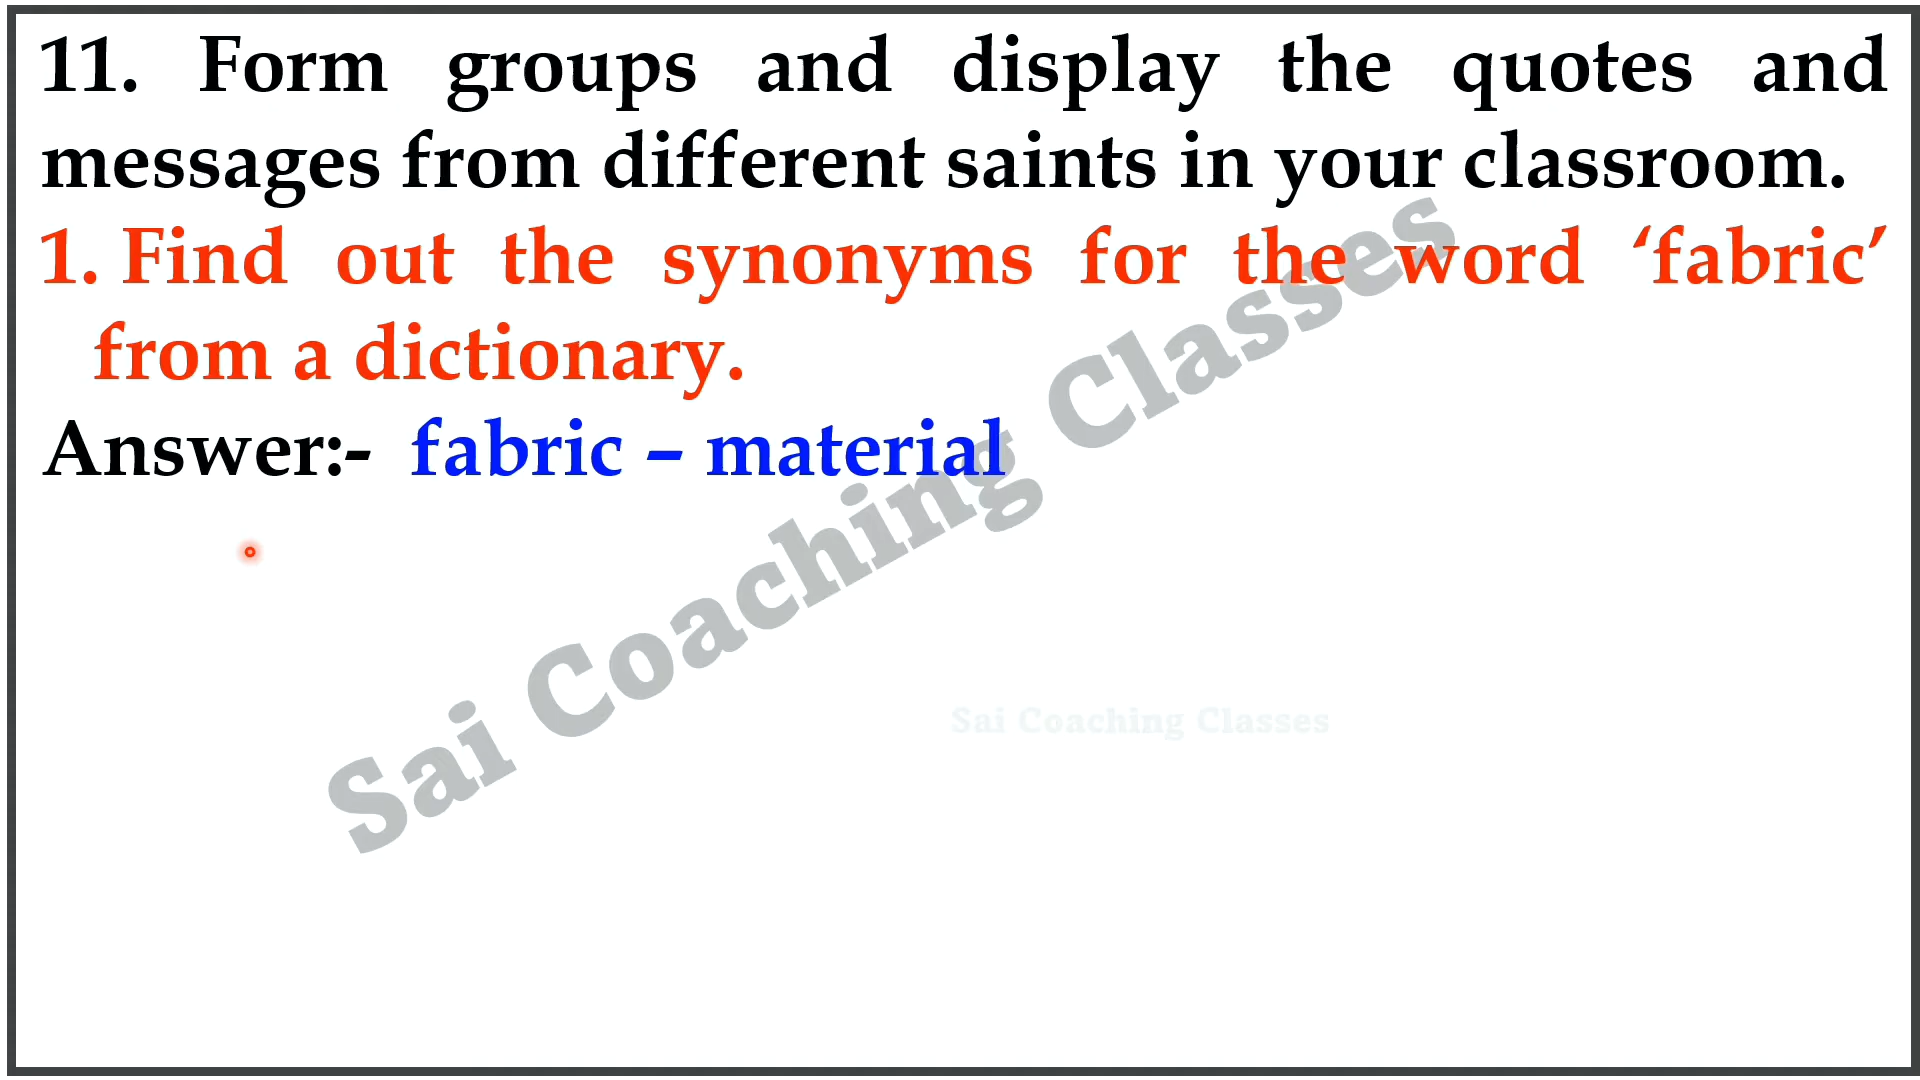 11. Form groups and display the quotes and
messages from different saints in your classroom.
1. Find out the synonyms for the word ‘fabric’
from a dictionary.
Answer:- fabric – material
Sai Coaching Classes
Sai Coaching Classes